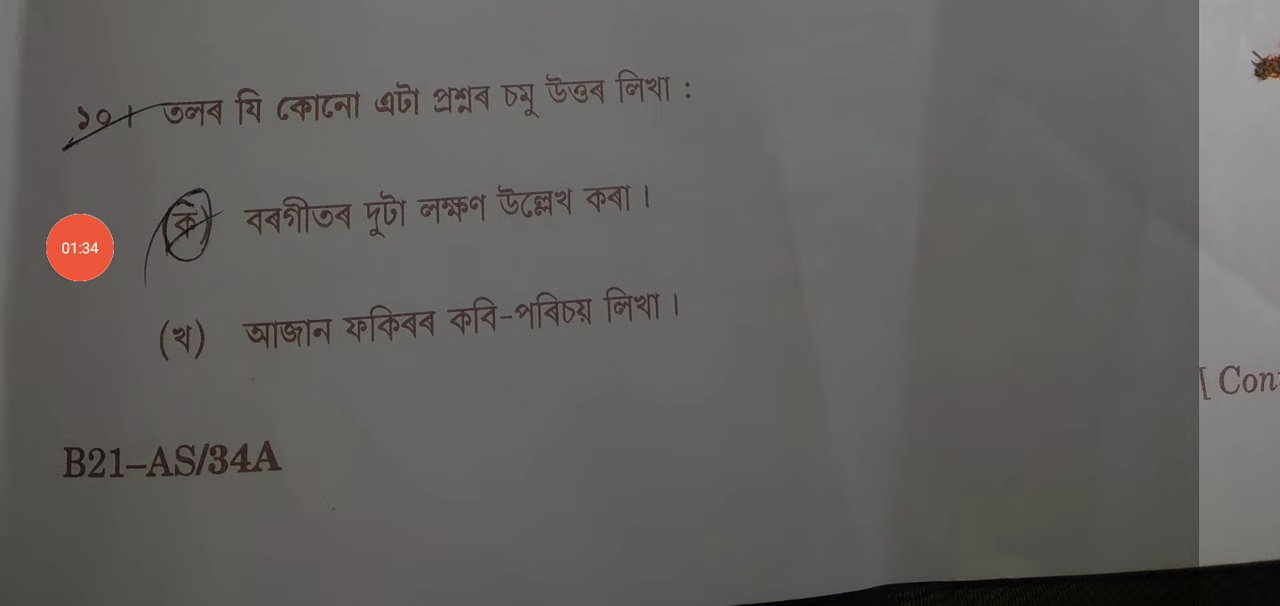 ১০। তলৰ যি কোনো এটা প্ৰশ্নৰ চমু উত্তৰ লিখা :
(ক) বৰগীতৰ দুটা লক্ষণ উল্লেখ কৰা।
01:34
(খ) আজান ফকিৰৰ কবি-পৰিচয় লিখা।
[ Con
B21–AS/34A